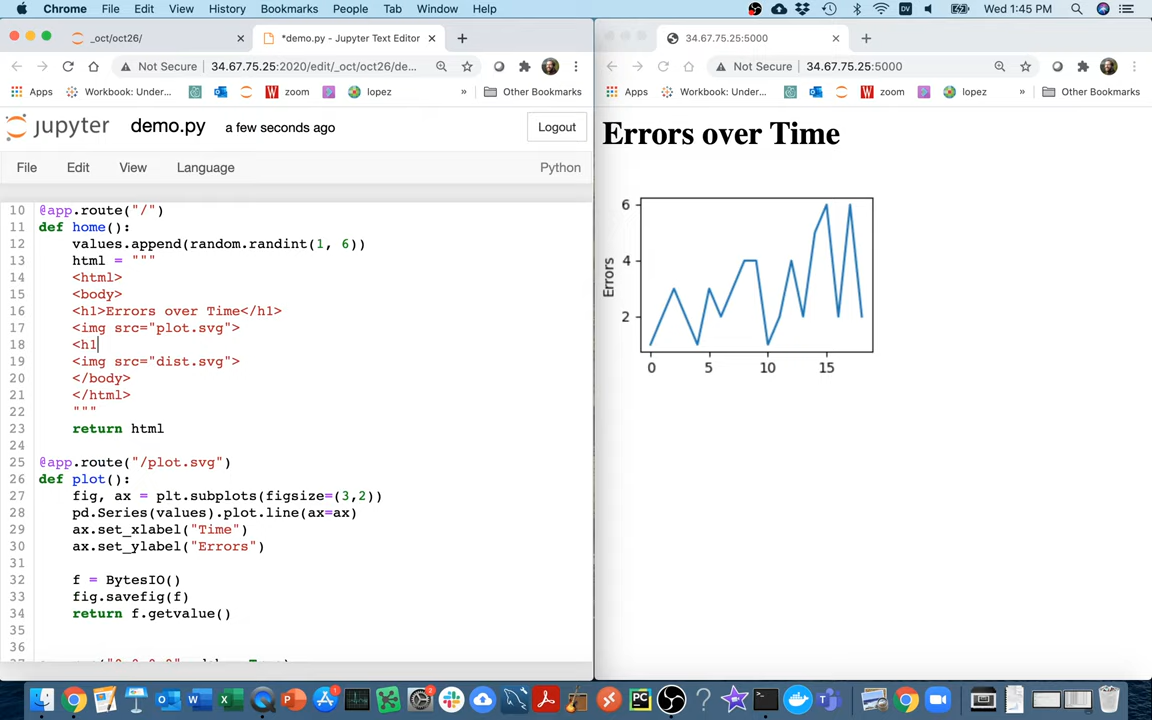 Chrome File Edit View History Bookmarks People Tab Window Help Wed 1:45 PM
_oct/oct26/ *demo.py - Jupyter Text Editor
34.67.75.25:5000
Not Secure 34.67.75.25:2020/edit/_oct/oct26/de...
Not Secure 34.67.75.25:5000
Apps Workbook: Under... zoom lopez » Other Bookmarks
Apps Workbook: Under... zoom lopez » Other Bookmarks
jupyter demo.py a few seconds ago Logout
File Edit View Language Python
10 @app.route("/")
11 def home():
12 values.append(random.randint(1, 6))
13 html = """
14 <html>
15 <body>
16 <h1>Errors over Time</h1>
17 <img src="plot.svg">
18 <h1
19 <img src="dist.svg">
20 </body>
21 </html>
22 """
23 return html
24
25 @app.route("/plot.svg")
26 def plot():
27 fig, ax = plt.subplots(figsize=(3,2))
28 pd.Series(values).plot.line(ax=ax)
29 ax.set_xlabel("Time")
30 ax.set_ylabel("Errors")
31
32 f = BytesIO()
33 fig.savefig(f)
34 return f.getvalue()
35
36
Errors over Time
6
4
2
Errors
0 5 10 15